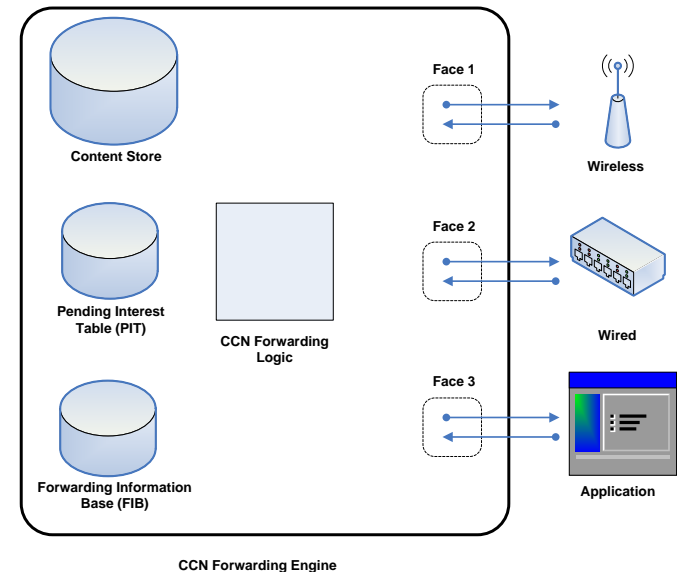 Face 1
Content Store
Wireless
Face 2
Pending Interest
Table (PIT)
CCN Forwarding
Logic
Wired
Face 3
Forwarding Information
Base (FIB)
Application
CCN Forwarding Engine